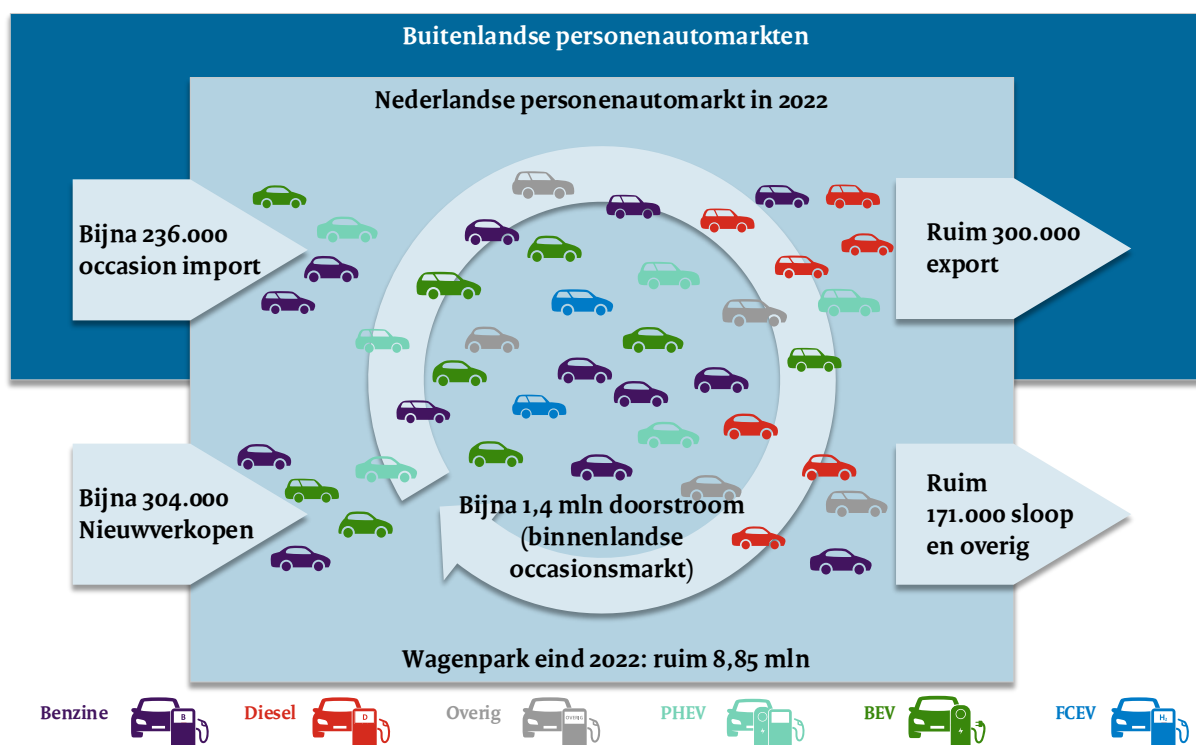 Buitenlandse personenautomarkten
Nederlandse personenautomarkt in 2022
Bijna 236.000
occasion import
Ruim 300.000
export
Bijna 304.000
Nieuwverkopen
Bijna 1,4 mln doorstroom
(binnenlandse
occasionsmarkt)
Ruim
171.000 sloop
en overig
Wagenpark eind 2022: ruim 8,85 mln
Benzine
B
Diesel
D
Overig
OVERIG
PHEV
BEV
FCEV
H₂